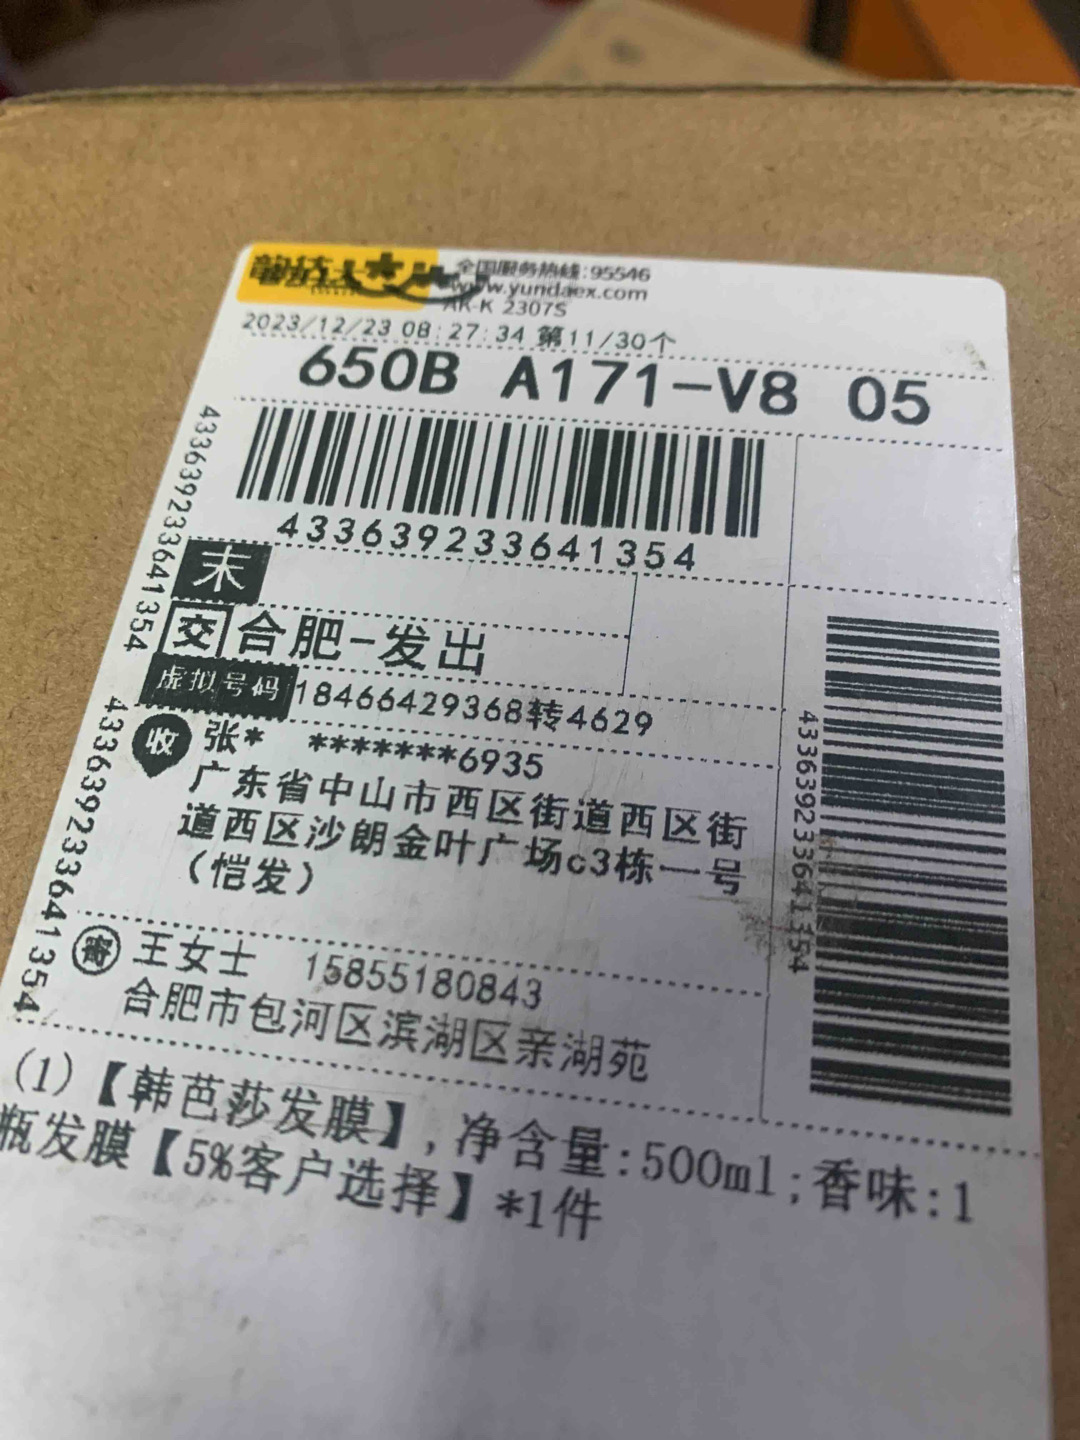 全国服务热线:95546
www.yundaex.com
AK-K 2307S
2023/12/23 08:27:34 第11/30个
650B A171-V8 05
433639233641354
433639233641354
末
交 合肥-发出
虚拟号码 18466429368转4629
收 张* *******6935
广东省中山市西区街道西区街
道西区沙朗金叶广场c3栋一号
（恺发）
433639233641354
433639233641354
寄 王女士 15855180843
合肥市包河区滨湖区亲湖苑
(1)【韩芭莎发膜】,净含量:500ml;香味:1
瓶发膜【5%客户选择】*1件